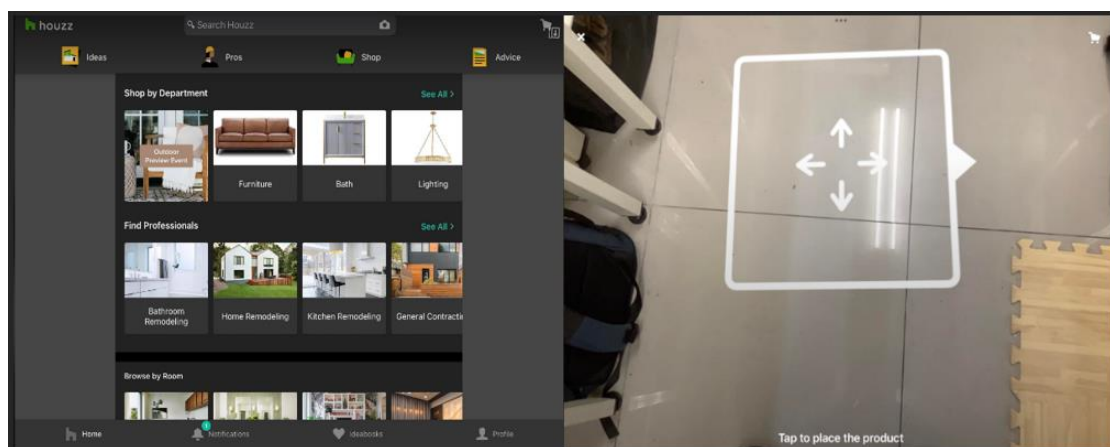 houzz
Search Houzz
Ideas
Pros
Shop
Advice
Shop by Department
See All >
Outdoor
Preview Event
Furniture
Bath
Lighting
Find Professionals
See All >
Bathroom
Remodeling
Home Remodeling
Kitchen Remodeling
General Contracti
Browse by Room
Home
1
Notifications
Ideabooks
Profile
Tap to place the product